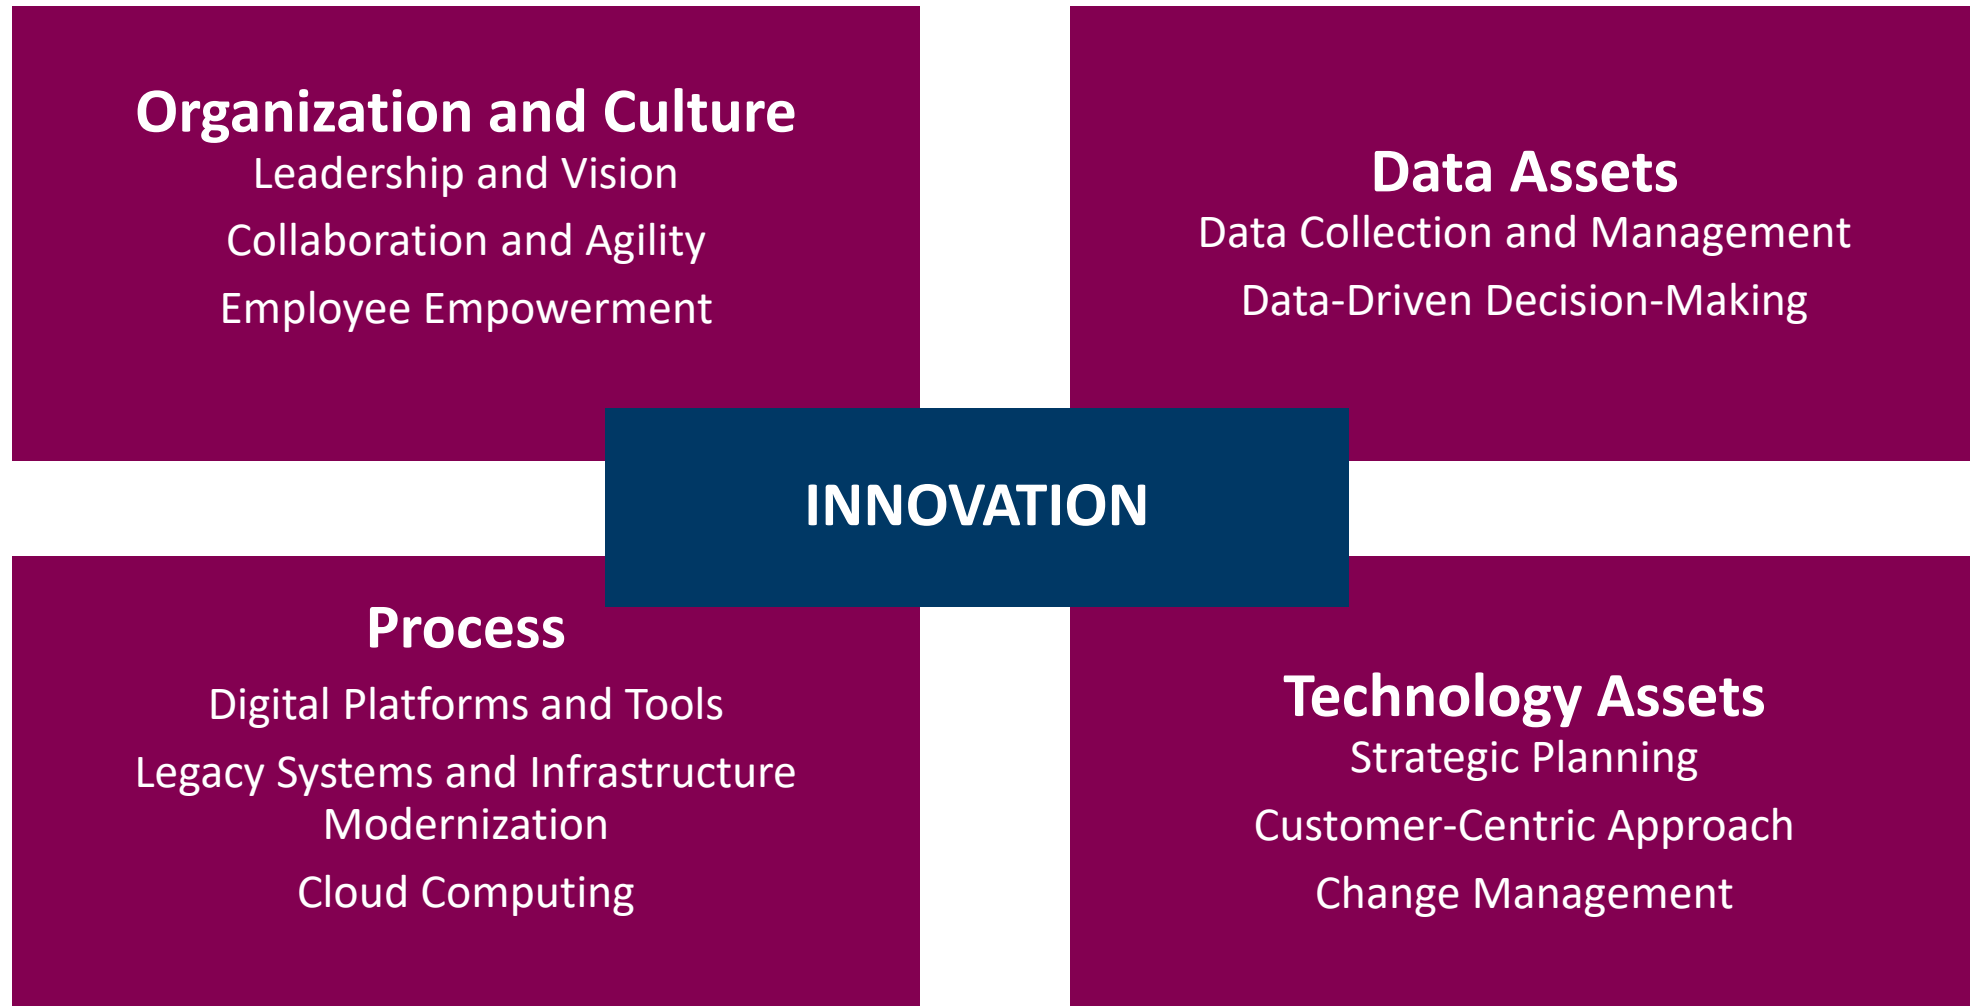 Organization and Culture
Leadership and Vision
Collaboration and Agility
Employee Empowerment
Data Assets
Data Collection and Management
Data-Driven Decision-Making
INNOVATION
Process
Digital Platforms and Tools
Legacy Systems and Infrastructure
Modernization
Cloud Computing
Technology Assets
Strategic Planning
Customer-Centric Approach
Change Management